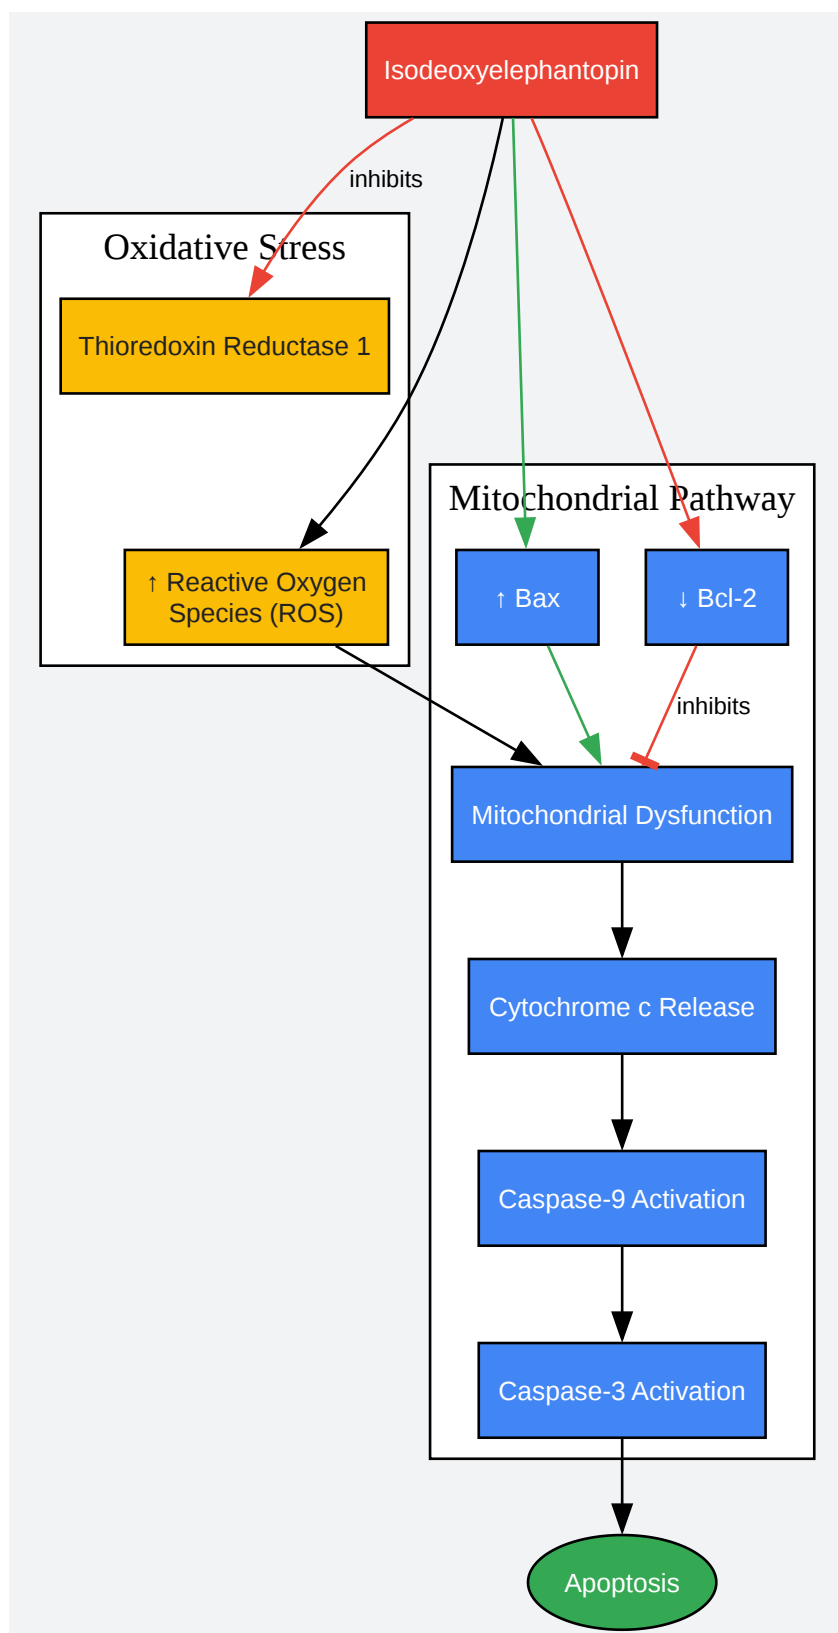 Isodeoxyelephantopin
inhibits
Oxidative Stress
Thioredoxin Reductase 1
↑ Reactive Oxygen
Species (ROS)
Mitochondrial Pathway
↑ Bax
↓ Bcl-2
inhibits
Mitochondrial Dysfunction
Cytochrome c Release
Caspase-9 Activation
Caspase-3 Activation
Apoptosis